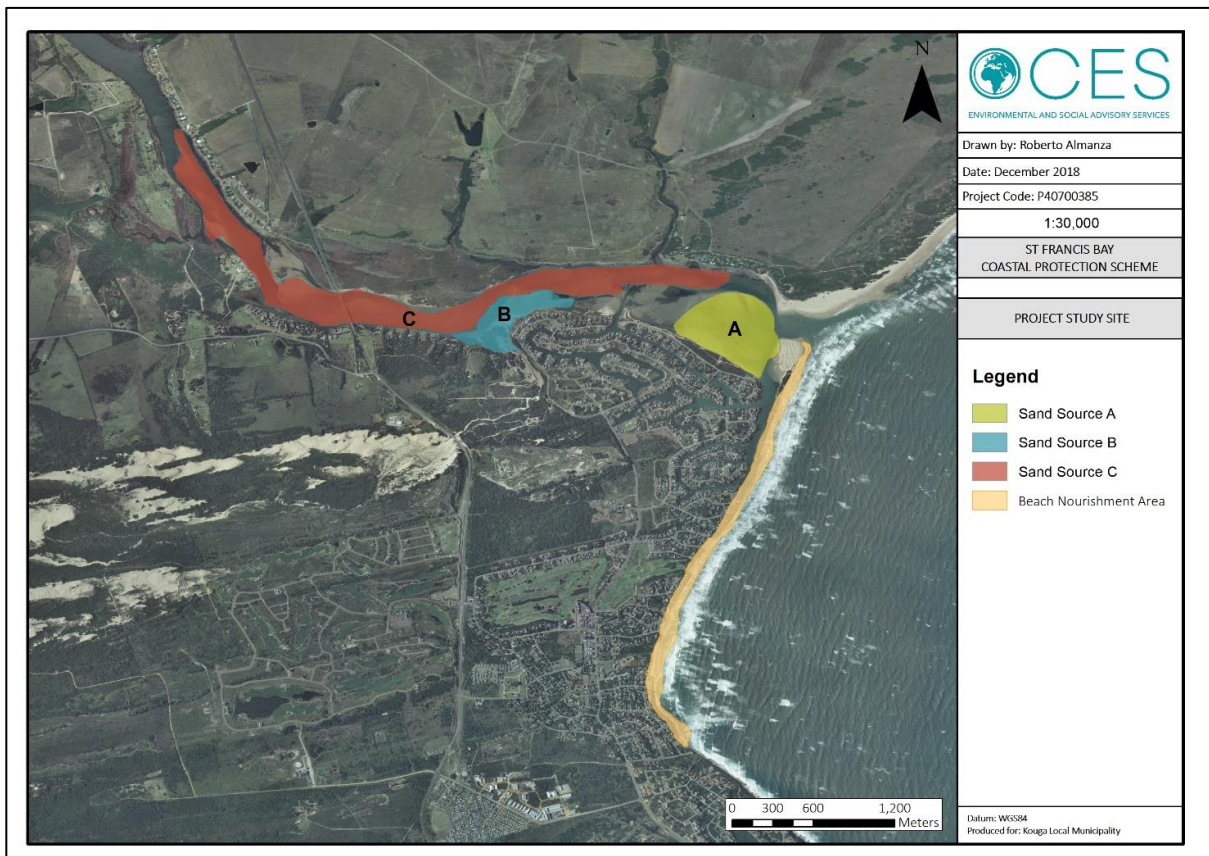 N
C
B
A
0 300 600 1,200
Meters
CES
ENVIRONMENTAL AND SOCIAL ADVISORY SERVICES
Drawn by: Roberto Almanza
Date: December 2018
Project Code: P40700385
1:30,000
ST FRANCIS BAY
COASTAL PROTECTION SCHEME
PROJECT STUDY SITE
Legend
Sand Source A
Sand Source B
Sand Source C
Beach Nourishment Area
Datum: WGS84
Produced for: Kouga Local Municipality